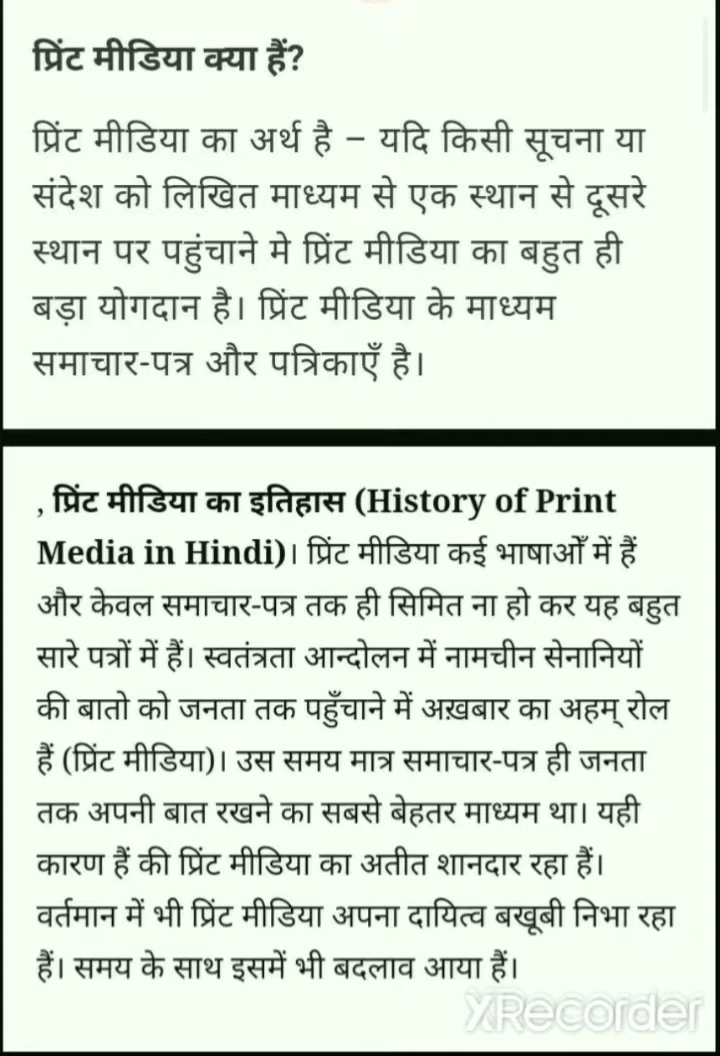 प्रिंट मीडिया क्या हैं?
प्रिंट मीडिया का अर्थ है – यदि किसी सूचना या
संदेश को लिखित माध्यम से एक स्थान से दूसरे
स्थान पर पहुंचाने मे प्रिंट मीडिया का बहुत ही
बड़ा योगदान है। प्रिंट मीडिया के माध्यम
समाचार-पत्र और पत्रिकाएँ है।
, प्रिंट मीडिया का इतिहास (History of Print
Media in Hindi)। प्रिंट मीडिया कई भाषाओँ में हैं
और केवल समाचार-पत्र तक ही सिमित ना हो कर यह बहुत
सारे पत्रों में हैं। स्वतंत्रता आन्दोलन में नामचीन सेनानियों
की बातो को जनता तक पहुँचाने में अख़बार का अहम् रोल
हैं (प्रिंट मीडिया)। उस समय मात्र समाचार-पत्र ही जनता
तक अपनी बात रखने का सबसे बेहतर माध्यम था। यही
कारण हैं की प्रिंट मीडिया का अतीत शानदार रहा हैं।
वर्तमान में भी प्रिंट मीडिया अपना दायित्व बखूबी निभा रहा
हैं। समय के साथ इसमें भी बदलाव आया हैं।
XRecorder